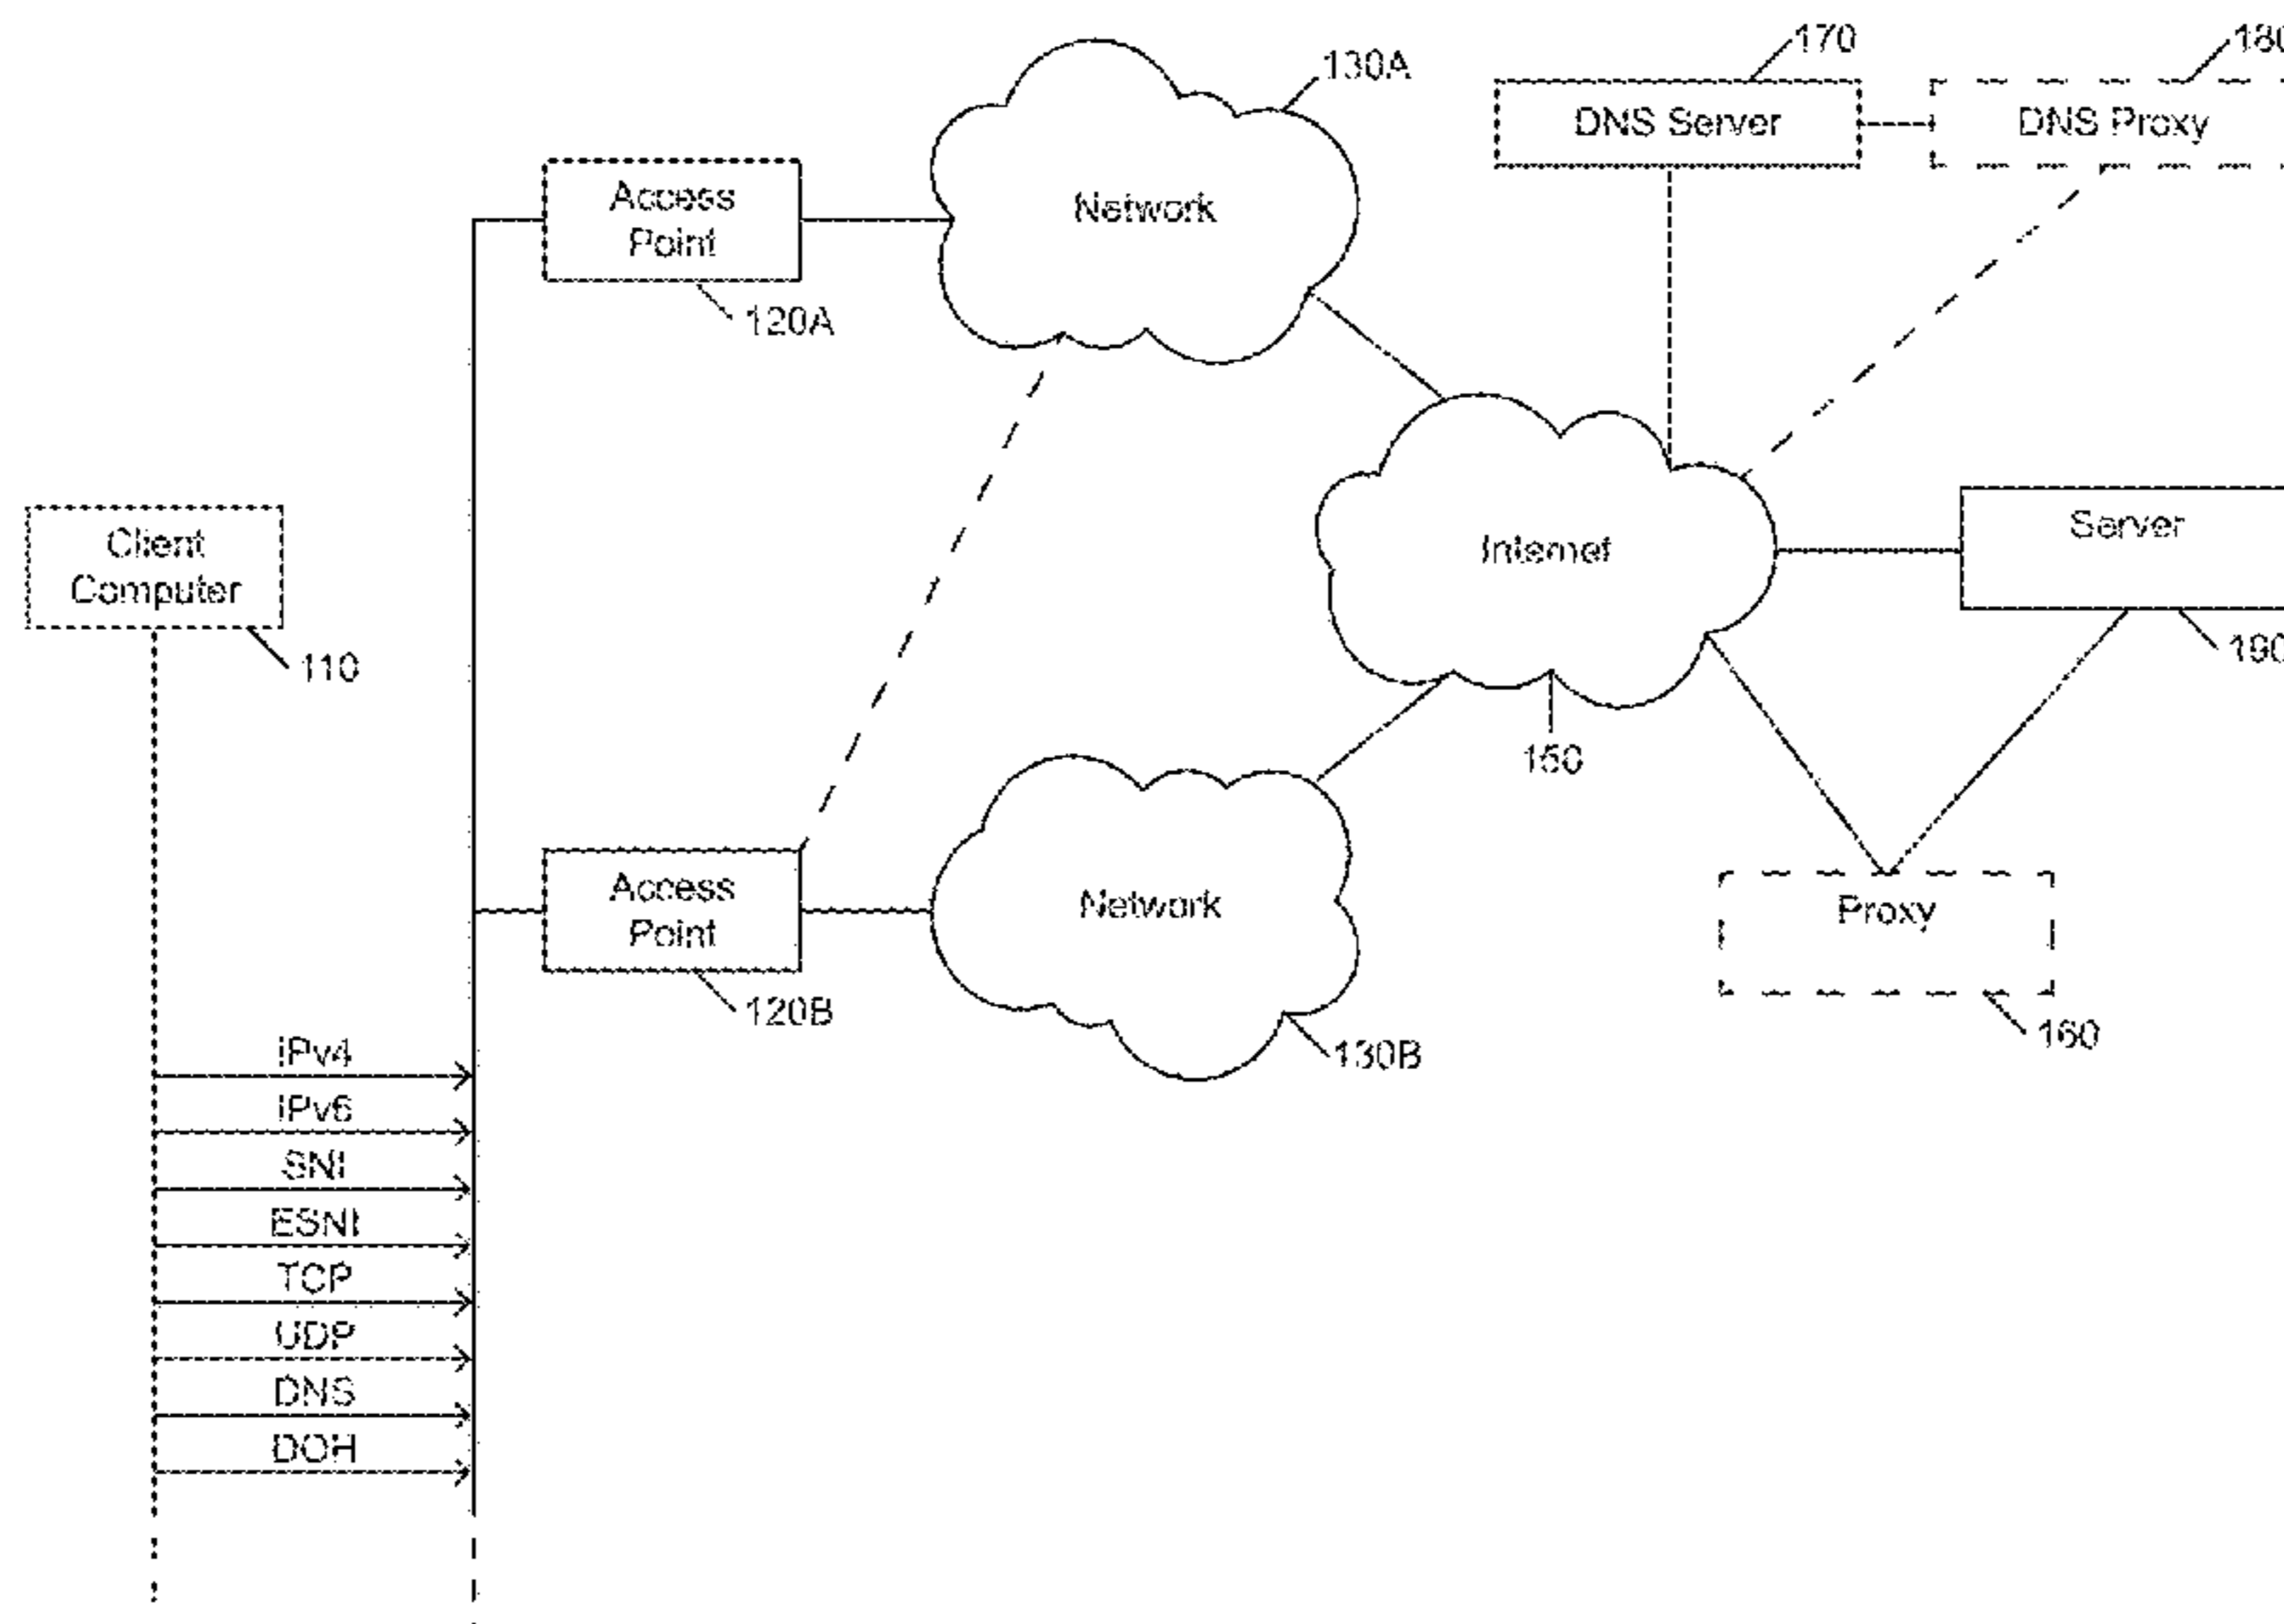 170
180
130A
DNS Server
DNS Proxy
Access
Point
Network
120A
Client
Computer
Internet
Server
110
190
150
Access
Point
Network
Proxy
120B
130B
160
IPv4
IPv6
SNI
ESNI
TCP
UDP
DNS
DOH